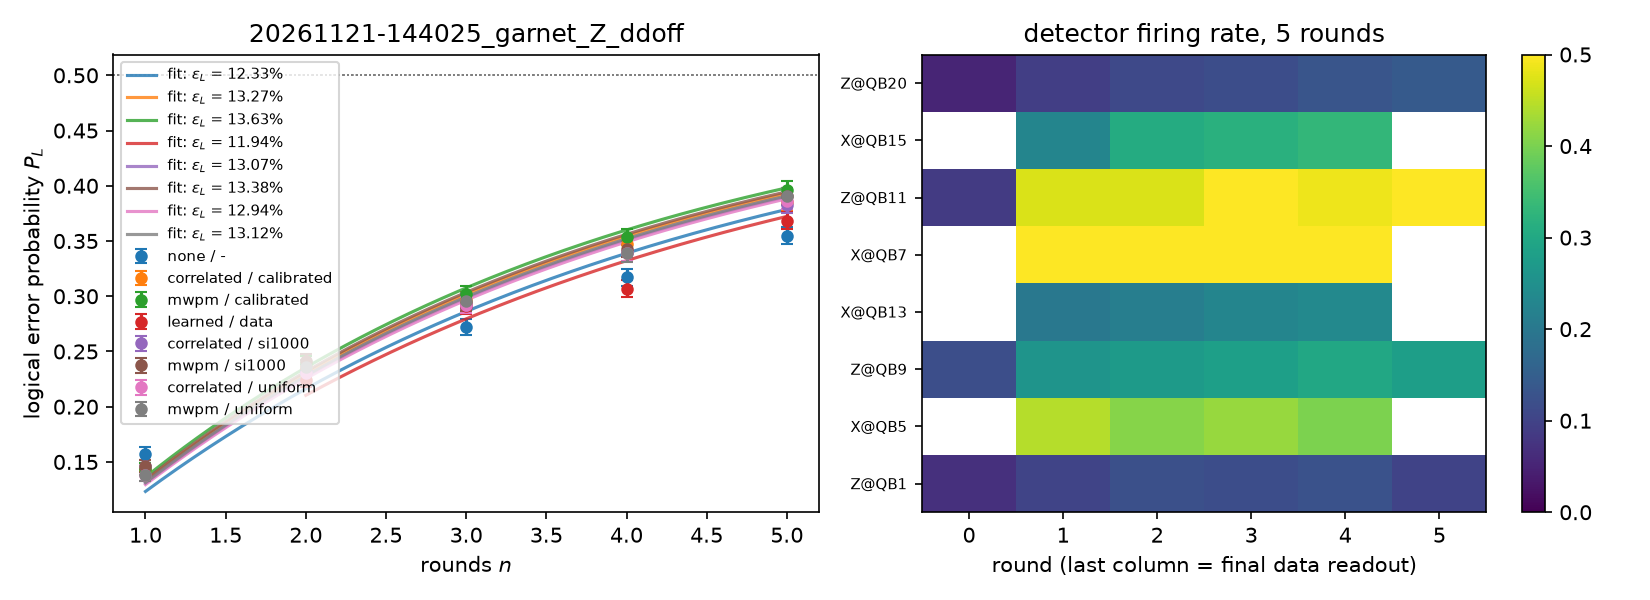 20261121-144025_garnet_Z_ddoff
logical error probability P_L
0.50
0.45
0.40
0.35
0.30
0.25
0.20
0.15
fit: ε_L = 12.33%
fit: ε_L = 13.27%
fit: ε_L = 13.63%
fit: ε_L = 11.94%
fit: ε_L = 13.07%
fit: ε_L = 13.38%
fit: ε_L = 12.94%
fit: ε_L = 13.12%
none / -
correlated / calibrated
mwpm / calibrated
learned / data
correlated / si1000
mwpm / si1000
correlated / uniform
mwpm / uniform
1.0 1.5 2.0 2.5 3.0 3.5 4.0 4.5 5.0
rounds n
detector firing rate, 5 rounds
Z@QB20
X@QB15
Z@QB11
X@QB7
X@QB13
Z@QB9
X@QB5
Z@QB1
0 1 2 3 4 5
round (last column = final data readout)
0.5
0.4
0.3
0.2
0.1
0.0